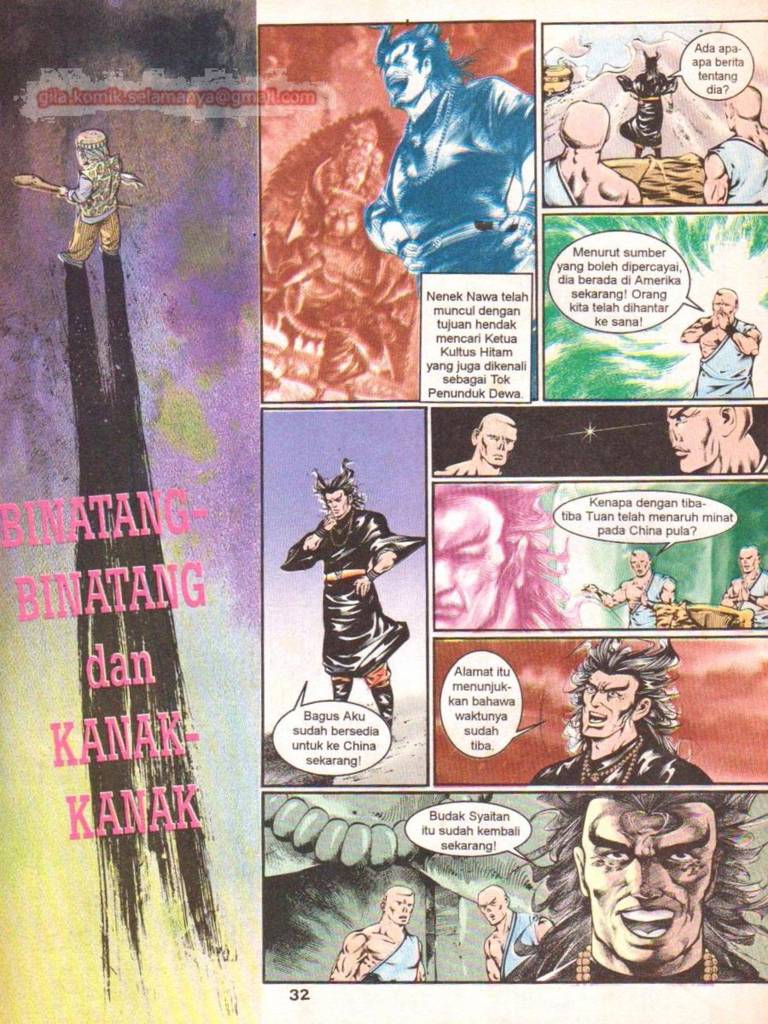 gila.komik.selamanya@gmail.com
BINATANG-
BINATANG
dan
KANAK-
KANAK
Nenek Nawa telah
muncul dengan
tujuan hendak
mencari Ketua
Kultus Hitam
yang juga dikenali
sebagai Tok
Penunduk Dewa.
Ada apa-
apa berita
tentang
dia?
Menurut sumber
yang boleh dipercayai,
dia berada di Amerika
sekarang! Orang
kita telah dihantar
ke sana!
Bagus Aku
sudah bersedia
untuk ke China
sekarang!
Kenapa dengan tiba-
tiba Tuan telah menaruh minat
pada China pula?
Alamat itu
menunjuk-
kan bahawa
waktunya
sudah
tiba.
Budak Syaitan
itu sudah kembali
sekarang!
32